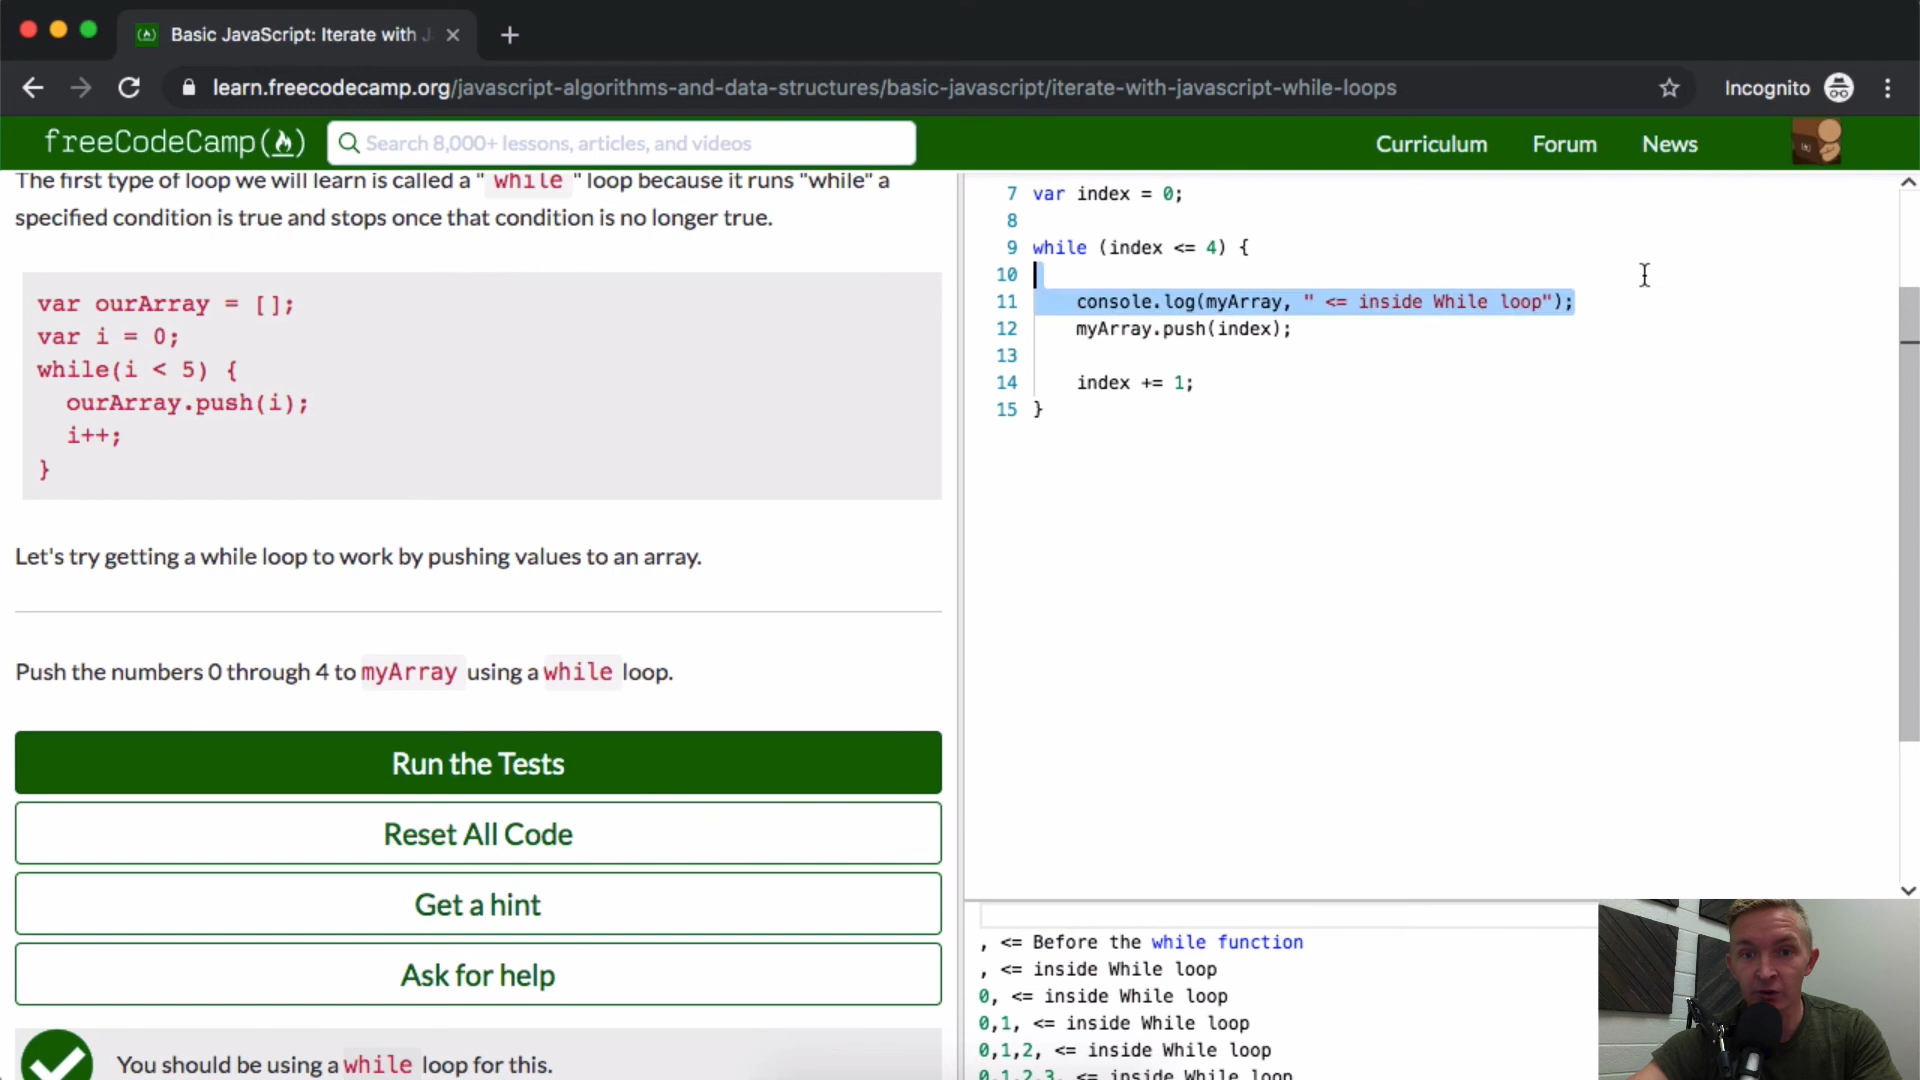 Basic JavaScript: Iterate with J
learn.freecodecamp.org/javascript-algorithms-and-data-structures/basic-javascript/iterate-with-javascript-while-loops
Incognito
freeCodeCamp
Search 8,000+ lessons, articles, and videos
Curriculum Forum News
The first type of loop we will learn is called a " while " loop because it runs "while" a
specified condition is true and stops once that condition is no longer true.
var ourArray = [];
var i = 0;
while(i < 5) {
ourArray.push(i);
i++;
}
Let's try getting a while loop to work by pushing values to an array.
Push the numbers 0 through 4 to myArray using a while loop.
Run the Tests
Reset All Code
Get a hint
Ask for help
You should be using a while loop for this.
7 var index = 0;
8
9 while (index <= 4) {
10
11 console.log(myArray, " <= inside While loop");
12 myArray.push(index);
13
14 index += 1;
15 }
, <= Before the while function
, <= inside While loop
0, <= inside While loop
0,1, <= inside While loop
0,1,2, <= inside While loop
0,1,2,3, <= inside While loop